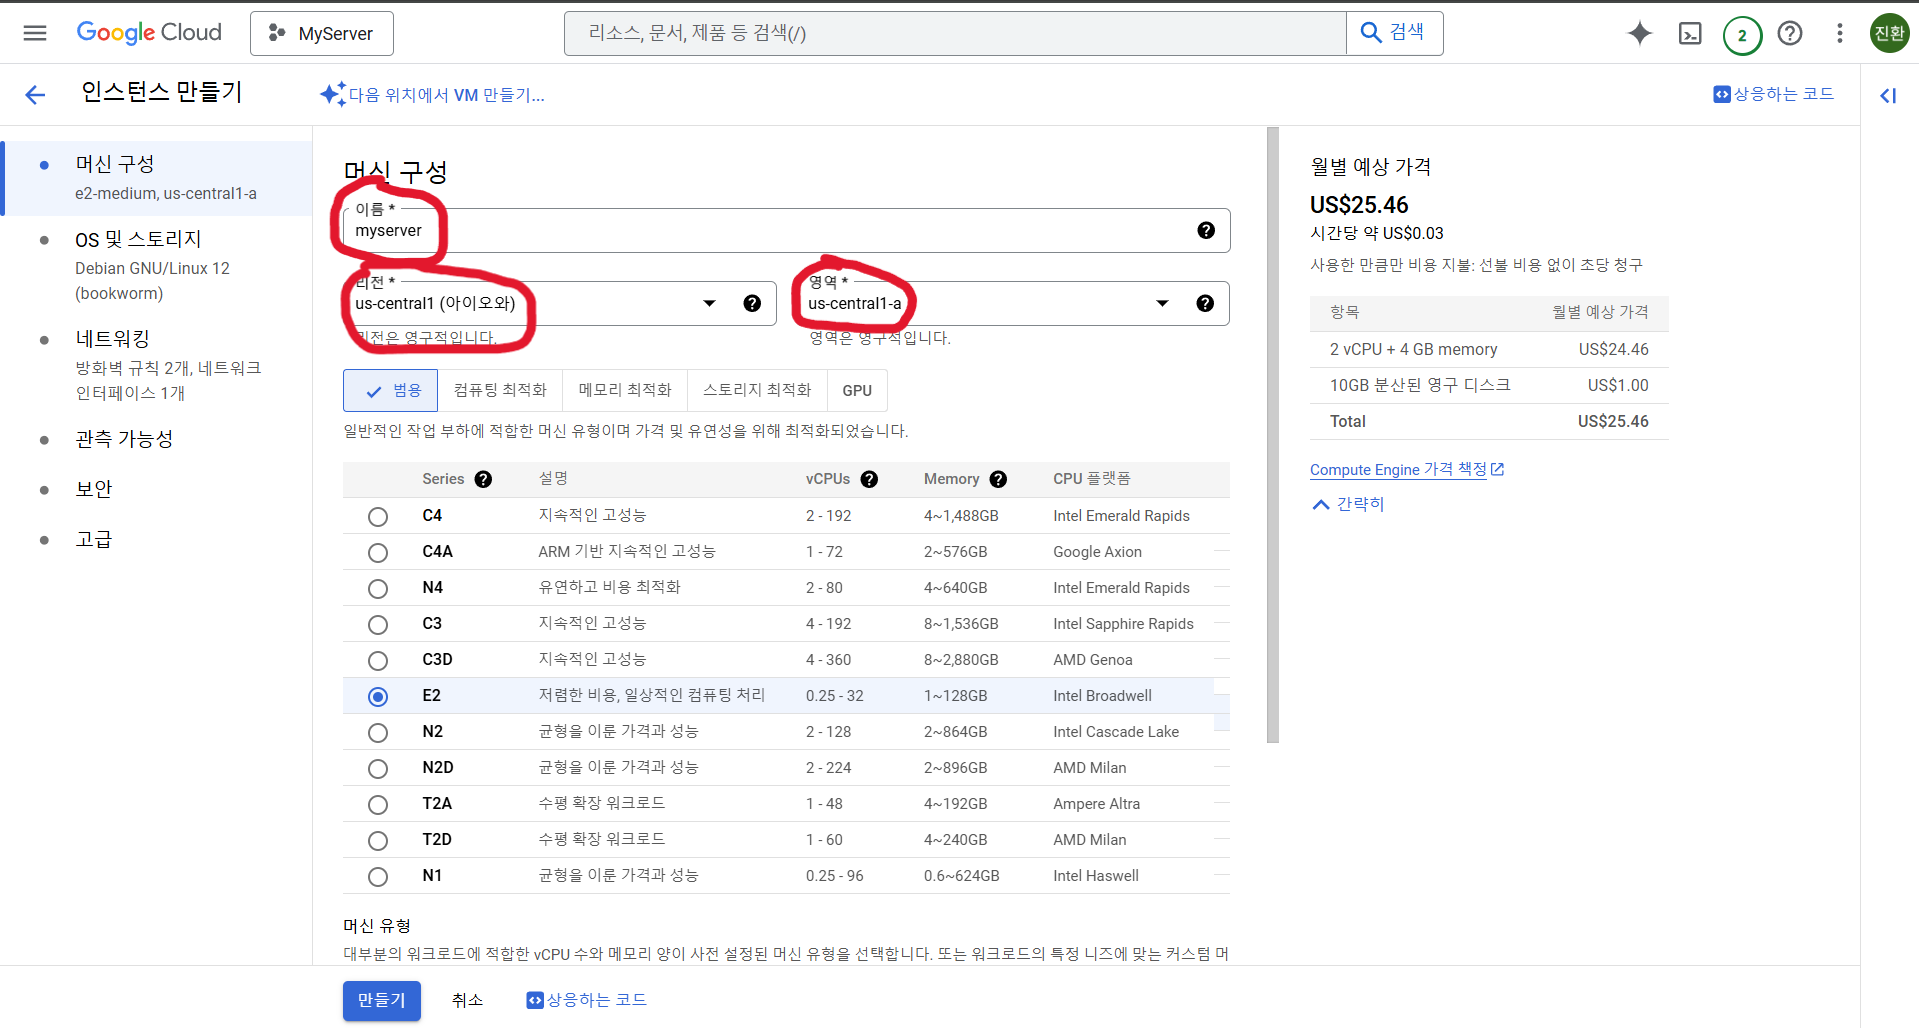 Google Cloud
MyServer
리소스, 문서, 제품 등 검색(/)
검색
2
진환
인스턴스 만들기
다음 위치에서 VM 만들기...
상응하는 코드
머신 구성
e2-medium, us-central1-a
OS 및 스토리지
Debian GNU/Linux 12
(bookworm)
네트워킹
방화벽 규칙 2개, 네트워크
인터페이스 1개
관측 가능성
보안
고급
머신 구성
이름 *
myserver
리전 *
us-central1 (아이오와)
리전은 영구적입니다.
영역 *
us-central1-a
영역은 영구적입니다.
범용
컴퓨팅 최적화
메모리 최적화
스토리지 최적화
GPU
일반적인 작업 부하에 적합한 머신 유형이며 가격 및 유연성을 위해 최적화되었습니다.
Series 설명 vCPUs Memory CPU 플랫폼
C4 지속적인 고성능 2 - 192 4~1,488GB Intel Emerald Rapids
C4A ARM 기반 지속적인 고성능 1 - 72 2~576GB Google Axion
N4 유연하고 비용 최적화 2 - 80 4~640GB Intel Emerald Rapids
C3 지속적인 고성능 4 - 192 8~1,536GB Intel Sapphire Rapids
C3D 지속적인 고성능 4 - 360 8~2,880GB AMD Genoa
E2 저렴한 비용, 일상적인 컴퓨팅 처리 0.25 - 32 1~128GB Intel Broadwell
N2 균형을 이룬 가격과 성능 2 - 128 2~864GB Intel Cascade Lake
N2D 균형을 이룬 가격과 성능 2 - 224 2~896GB AMD Milan
T2A 수평 확장 워크로드 1 - 48 4~192GB Ampere Altra
T2D 수평 확장 워크로드 1 - 60 4~240GB AMD Milan
N1 균형을 이룬 가격과 성능 0.25 - 96 0.6~624GB Intel Haswell
머신 유형
대부분의 워크로드에 적합한 vCPU 수와 메모리 양이 사전 설정된 머신 유형을 선택합니다. 또는 워크로드의 특정 니즈에 맞는 커스텀 머
만들기
취소
상응하는 코드
월별 예상 가격
US$25.46
시간당 약 US$0.03
사용한 만큼만 비용 지불: 선불 비용 없이 초당 청구
항목 월별 예상 가격
2 vCPU + 4 GB memory US$24.46
10GB 분산된 영구 디스크 US$1.00
Total US$25.46
Compute Engine 가격 책정
간략히